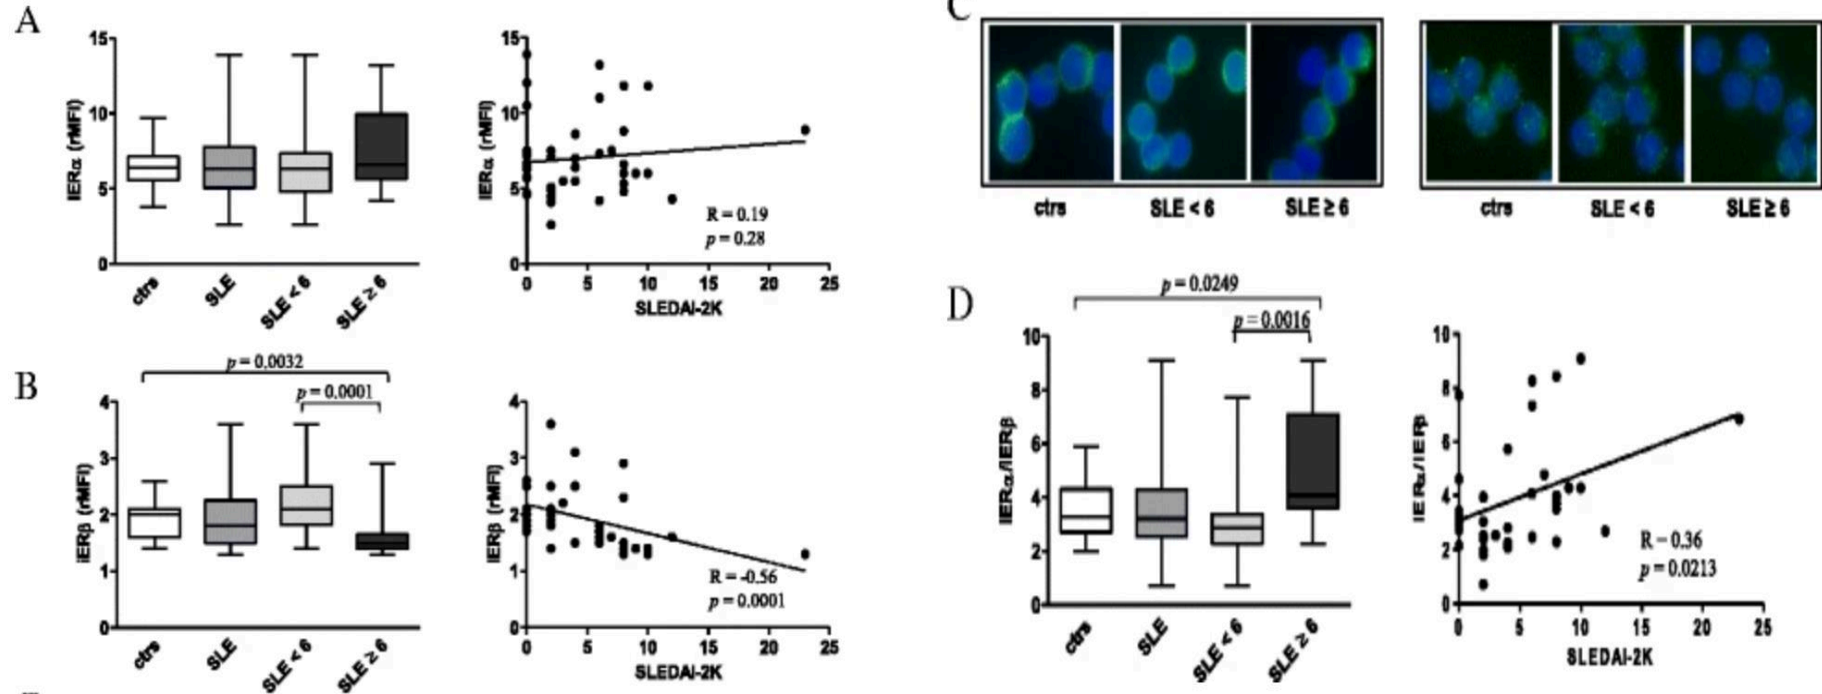 A
15
10
5
0
IERα (rMFI)
ctrs
SLE
SLE < 6
SLE ≥ 6
15
10
5
0
IERα (rMFI)
R = 0.19
p = 0.28
0 5 10 15 20 25
SLEDAI-2K
B
p = 0.0032
p = 0.0001
4
3
2
1
0
iERβ (rMFI)
ctrs
SLE
SLE < 6
SLE ≥ 6
4
3
2
1
0
IERβ (rMFI)
R = -0.56
p = 0.0001
0 5 10 15 20 25
SLEDAI-2K
C
ctrs SLE < 6 SLE ≥ 6
ctrs SLE < 6 SLE ≥ 6
D
p = 0.0249
p = 0.0016
10
8
6
4
2
0
IERα/IERβ
ctrs
SLE
SLE < 6
SLE ≥ 6
10
8
6
4
2
0
IERα/IERβ
R = 0.36
p = 0.0213
0 5 10 15 20 25
SLEDAI-2K